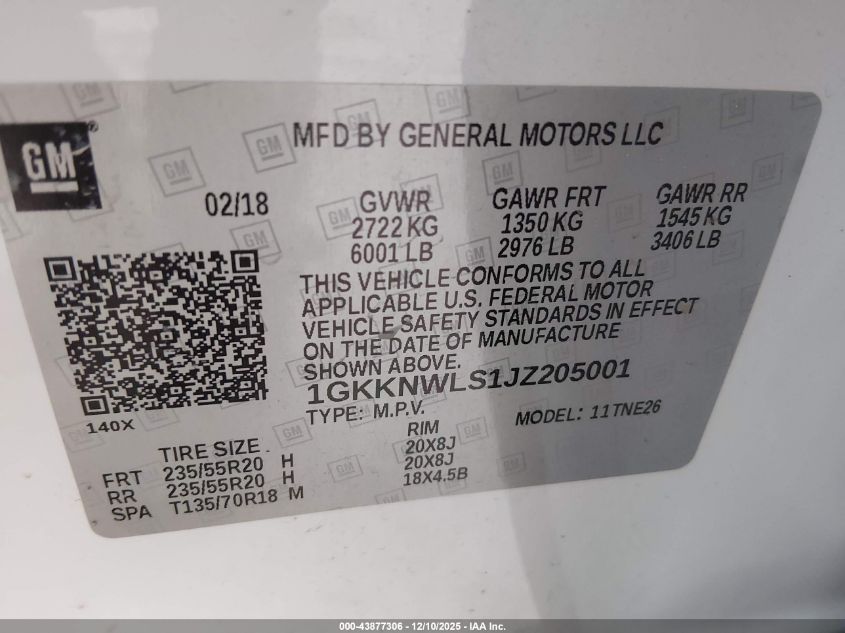 GM
MFD BY GENERAL MOTORS LLC
02/18
GVWR
2722 KG
6001 LB
GAWR FRT
1350 KG
2976 LB
GAWR RR
1545 KG
3406 LB
THIS VEHICLE CONFORMS TO ALL
APPLICABLE U.S. FEDERAL MOTOR
VEHICLE SAFETY STANDARDS IN EFFECT
ON THE DATE OF MANUFACTURE
SHOWN ABOVE.
1GKKNWLS1JZ205001
TYPE: M.P.V.
MODEL: 11TNE26
140X
TIRE SIZE RIM
FRT 235/55R20 H 20X8J
RR 235/55R20 H 20X8J
SPA T135/70R18 M 18X4.5B
000-43877306 - 12/10/2025 - IAA Inc.